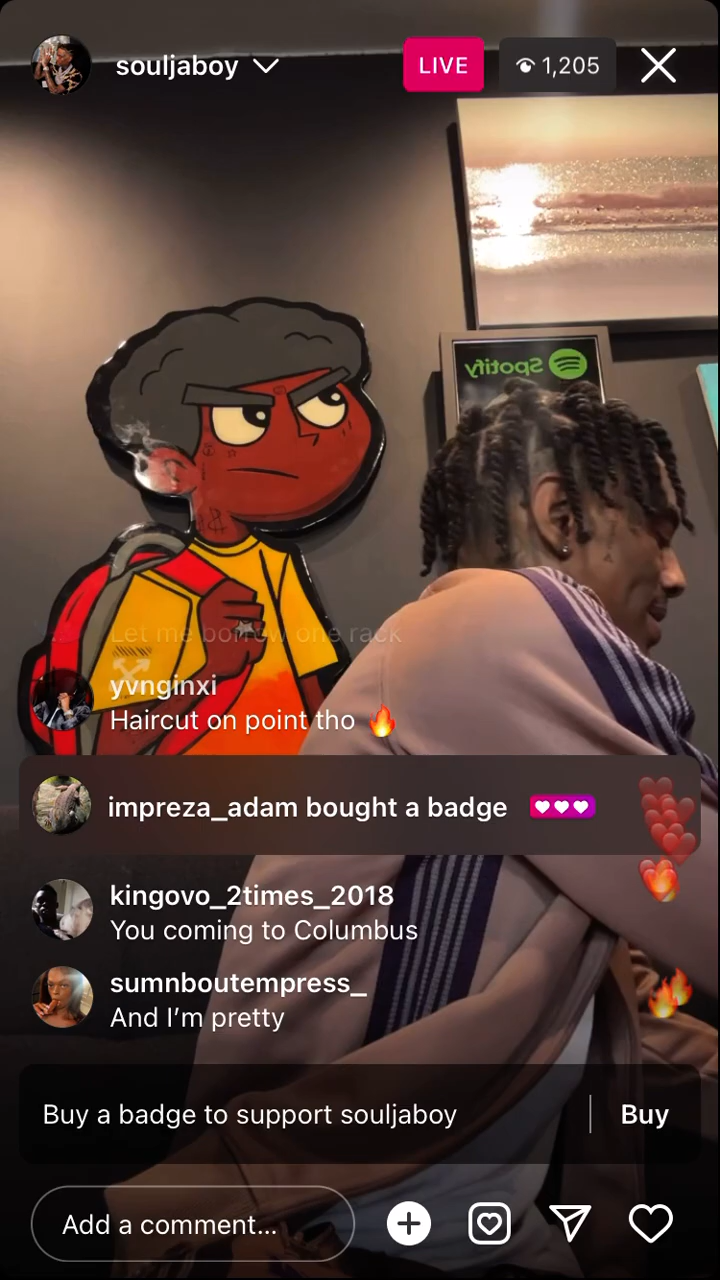 souljaboy
LIVE
1,205
Spotify
Let me borrow one rack
yvnginxi
Haircut on point tho 🔥
impreza_adam bought a badge
kingovo_2times_2018
You coming to Columbus
sumnboutempress_
And I’m pretty
Buy a badge to support souljaboy
Buy
Add a comment...